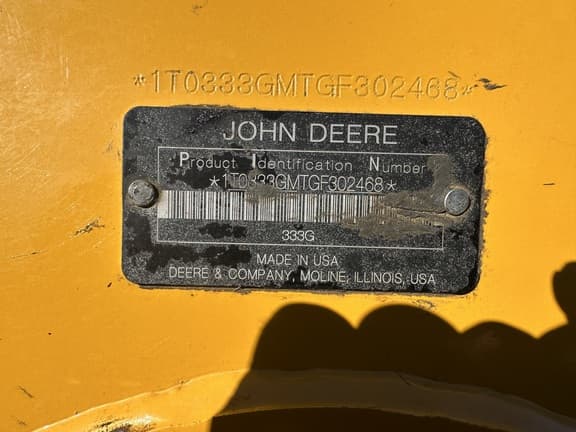 *1T0333GMTGF302468*
JOHN DEERE
Product Identification Number
*1T0333GMTGF302468*
333G
MADE IN USA
DEERE & COMPANY, MOLINE, ILLINOIS, USA